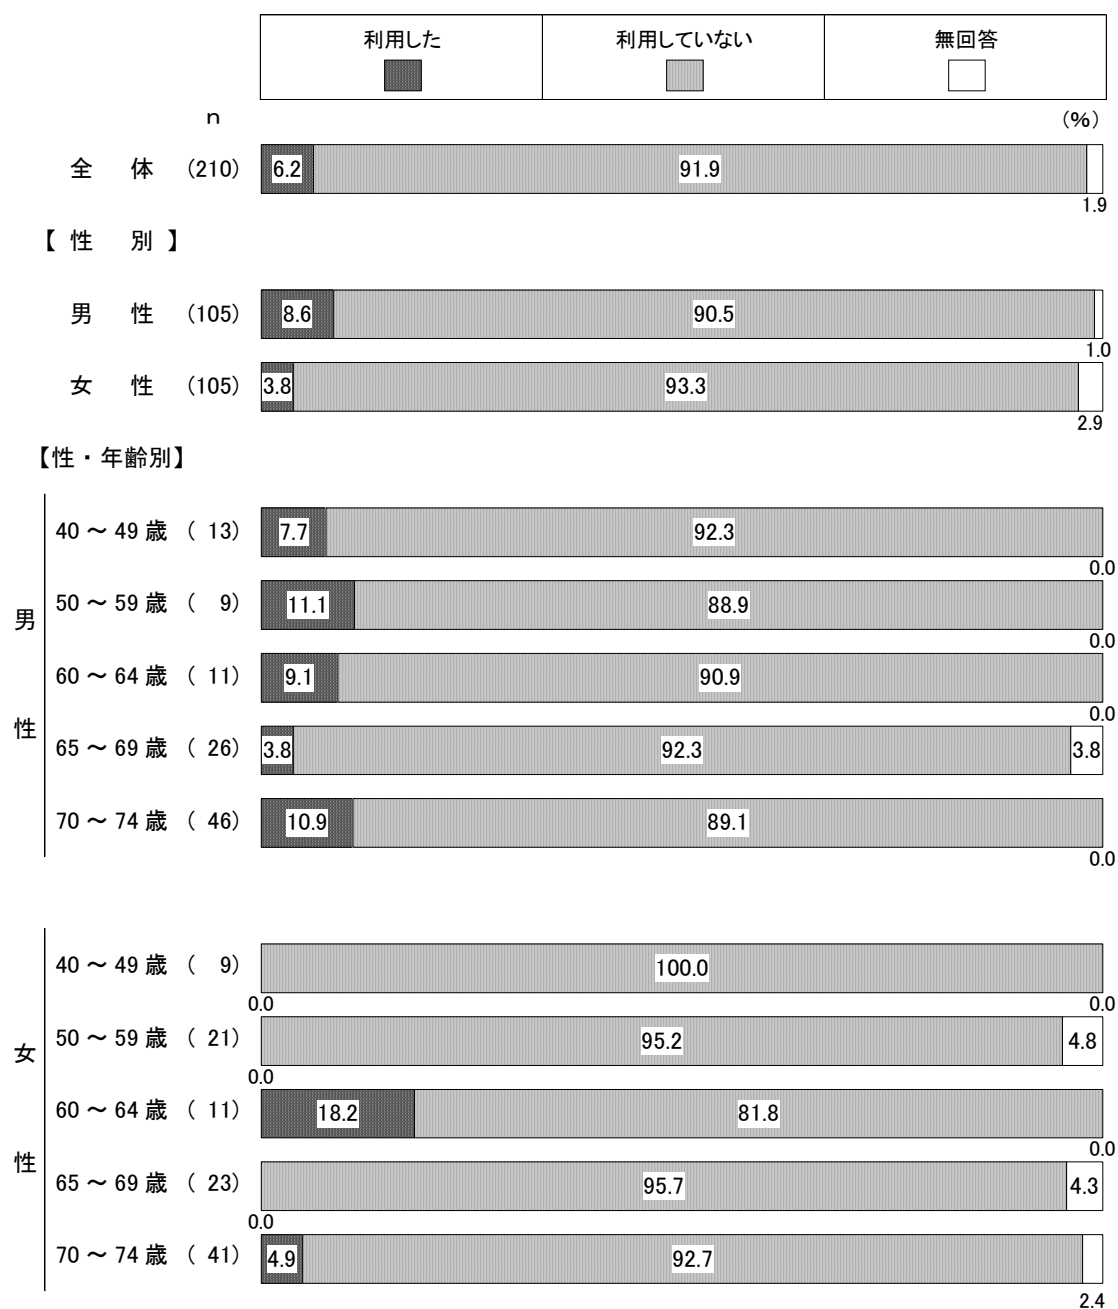 利用した 利用していない 無回答
n (%)
全 体 (210) 6.2 91.9 1.9
【 性 別 】
男 性 (105) 8.6 90.5 1.0
女 性 (105) 3.8 93.3 2.9
【性・年齢別】
男性
40～49歳 ( 13) 7.7 92.3 0.0
50～59歳 ( 9) 11.1 88.9 0.0
60～64歳 ( 11) 9.1 90.9 0.0
65～69歳 ( 26) 3.8 92.3 3.8
70～74歳 ( 46) 10.9 89.1 0.0
女性
40～49歳 ( 9) 0.0 100.0 0.0
50～59歳 ( 21) 0.0 95.2 4.8
60～64歳 ( 11) 18.2 81.8 0.0
65～69歳 ( 23) 0.0 95.7 4.3
70～74歳 ( 41) 4.9 92.7 2.4